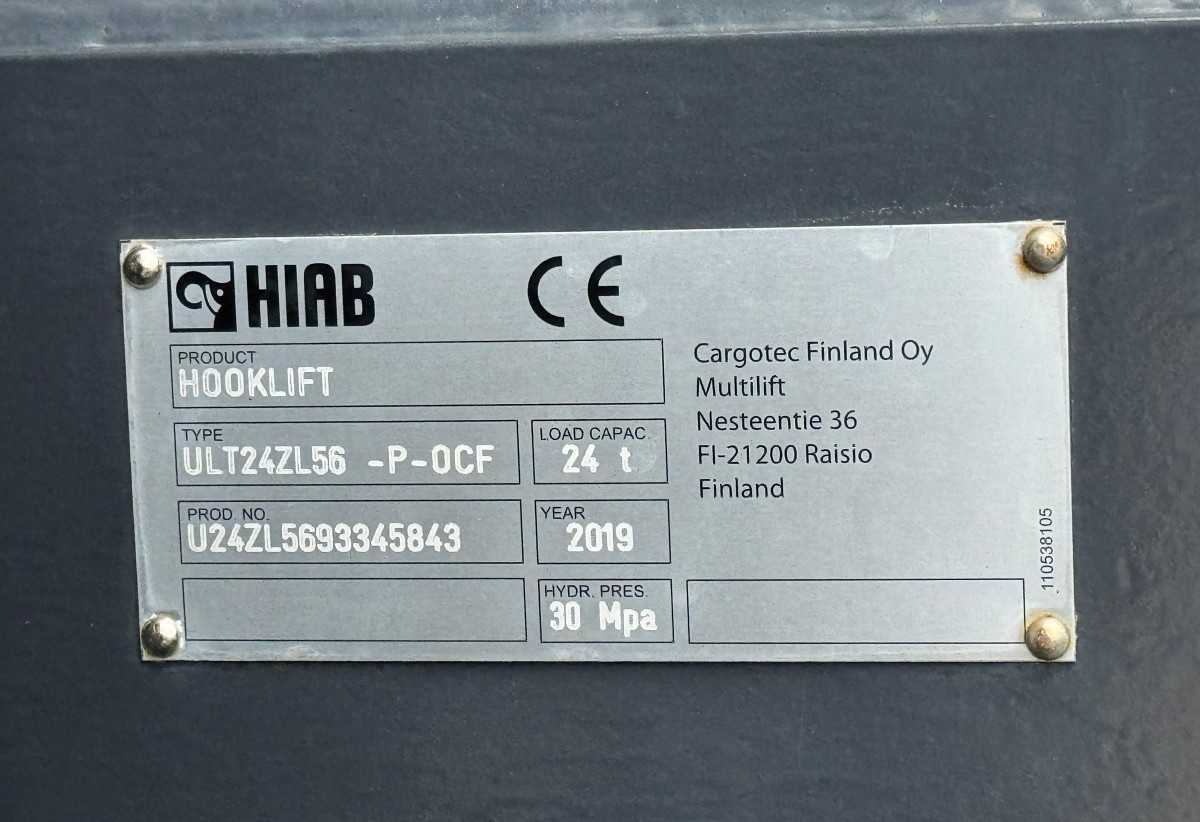 HIAB CE
PRODUCT
HOOKLIFT
TYPE
ULT24ZL56 -P-OCF
LOAD CAPAC.
24 t
PROD. NO.
U24ZL5693345843
YEAR
2019
HYDR. PRES.
30 Mpa
Cargotec Finland Oy
Multilift
Nesteentie 36
FI-21200 Raisio
Finland
110538105